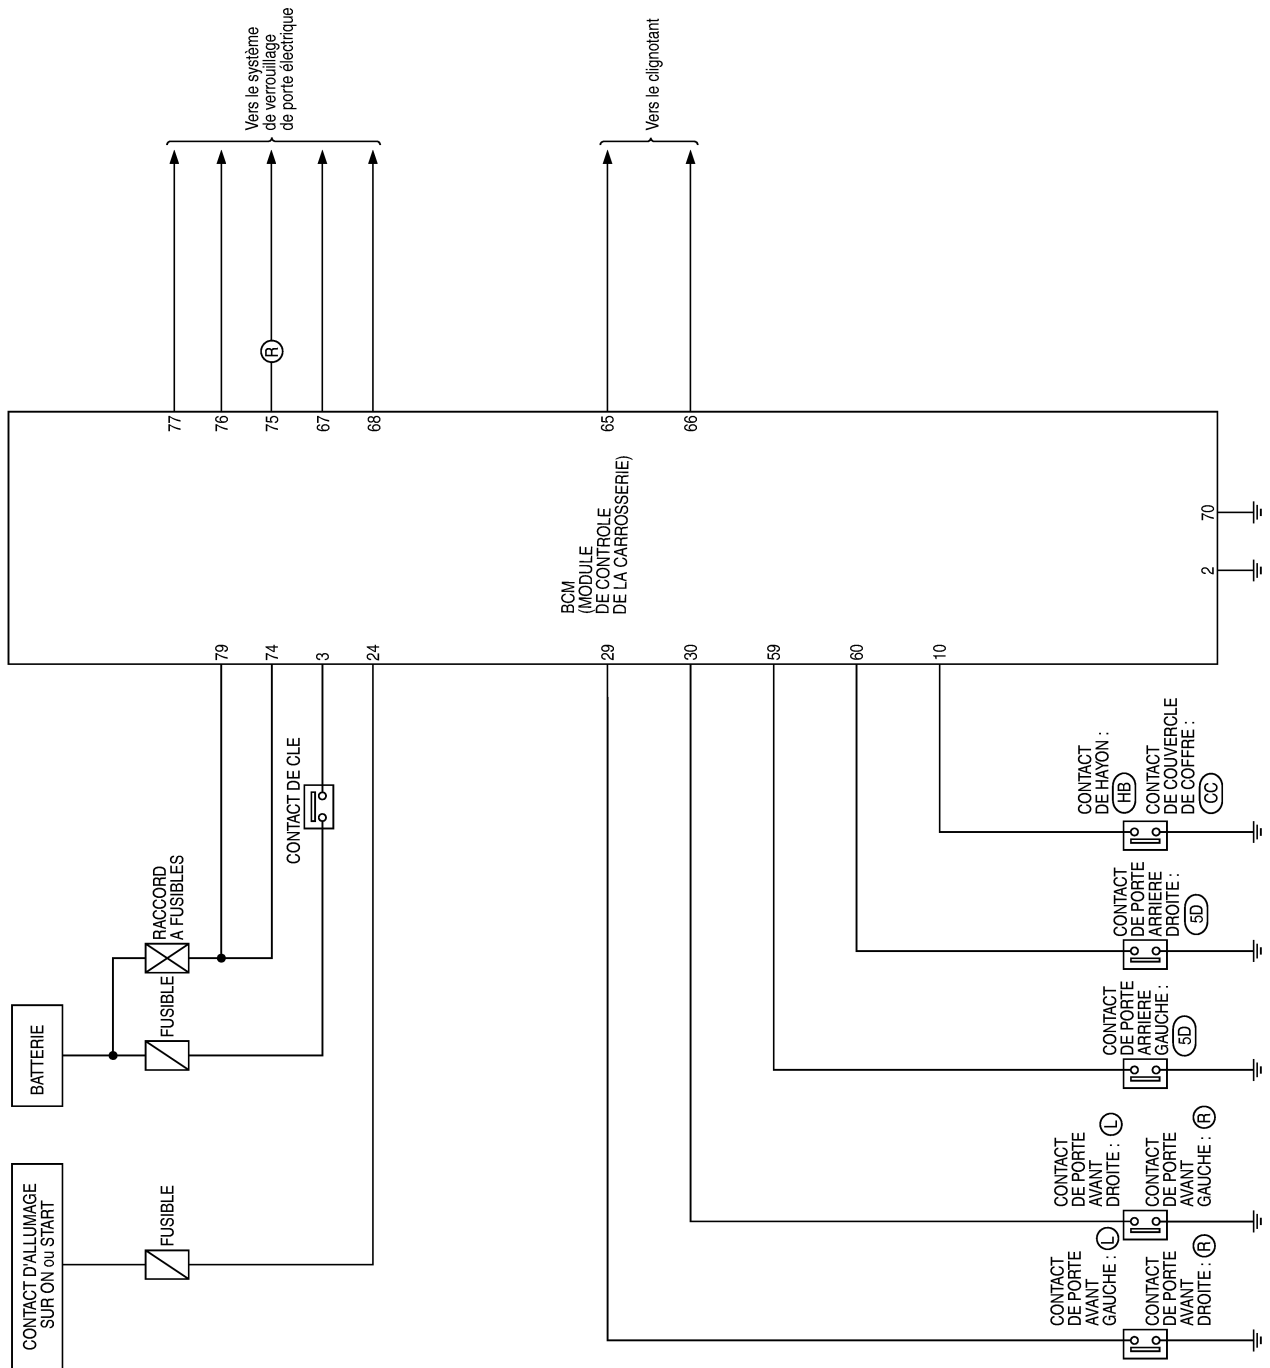 CONTACT D'ALLUMAGE
SUR ON ou START
FUSIBLE
BATTERIE
FUSIBLE
RACCORD
A FUSIBLES
CONTACT DE CLE
79
74
3
24
29
30
59
60
10
BCM
(MODULE
DE CONTROLE
DE LA CARROSSERIE)
2
70
77
76
75
67
68
65
66
R
Vers le système
de verrouillage
de porte électrique
Vers le clignotant
CONTACT
DE PORTE
AVANT
GAUCHE : L
CONTACT
DE PORTE
AVANT
DROITE : R
CONTACT
DE PORTE
AVANT
DROITE : L
CONTACT
DE PORTE
AVANT
GAUCHE : R
CONTACT
DE PORTE
ARRIERE
GAUCHE :
5D
CONTACT
DE PORTE
ARRIERE
DROITE :
5D
CONTACT
DE HAYON :
HB
CONTACT
DE COUVERCLE
DE COFFRE :
CC